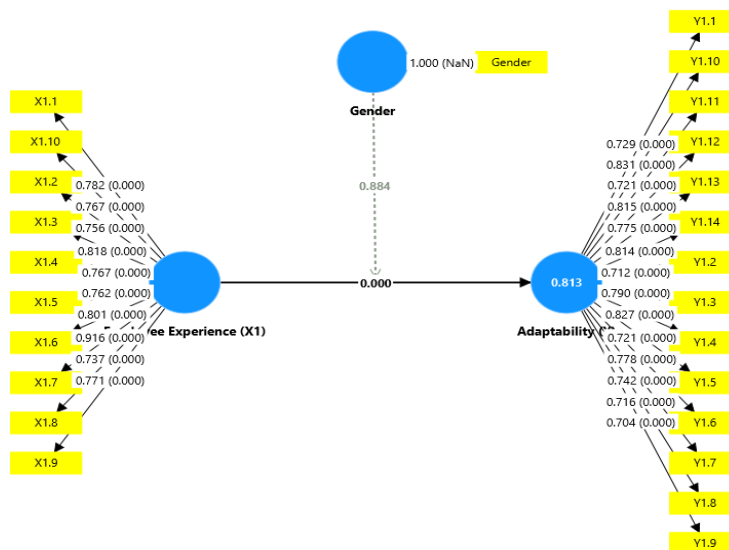 Y1.1
1.000 (NaN) Gender
Y1.10
X1.1
Gender
Y1.11
X1.10
0.729 (0.000)
Y1.12
0.831 (0.000)
X1.2
0.782 (0.000)
0.884
0.721 (0.000)
Y1.13
0.767 (0.000)
0.815 (0.000)
X1.3
0.756 (0.000)
0.775 (0.000)
Y1.14
0.818 (0.000)
0.814 (0.000)
X1.4
0.767 (0.000)
0.712 (0.000)
Y1.2
0.000
0.813
0.762 (0.000)
0.790 (0.000)
X1.5
0.801 (0.000)
0.827 (0.000)
Y1.3
Experience (X1)
Adaptability
X1.6
0.916 (0.000)
0.721 (0.000)
Y1.4
0.737 (0.000)
0.778 (0.000)
X1.7
0.771 (0.000)
0.742 (0.000)
Y1.5
0.716 (0.000)
X1.8
0.704 (0.000)
Y1.6
X1.9
Y1.7
Y1.8
Y1.9